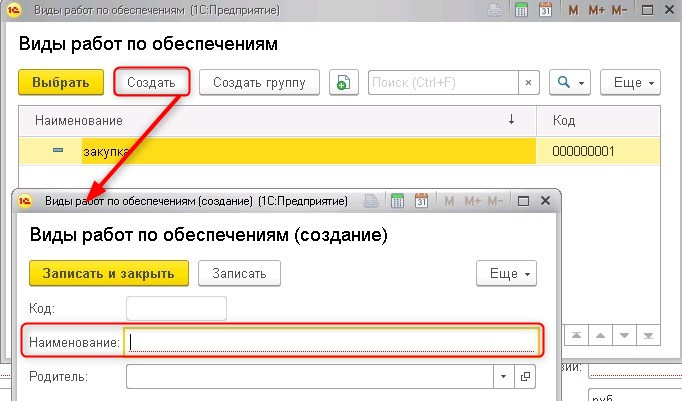 Виды работ по обеспечениям (1С:Предприятие) M M+ M-
Виды работ по обеспечениям
Выбрать Создать Создать группу Поиск (Ctrl+F) × Еще
Наименование ↓ Код
закупка 000000001
Виды работ по обеспечениям (создание) (1С:Предприятие) 31 M M+ M-
Виды работ по обеспечениям (создание)
Записать и закрыть Записать Еще
Код:
Наименование:
Родитель:
руб